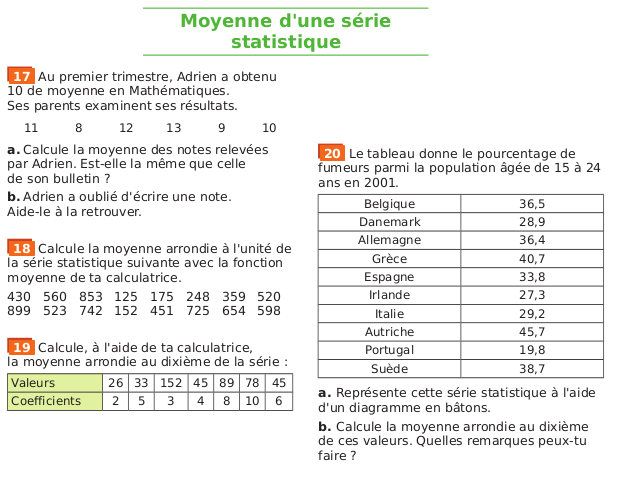 Moyenne d'une série
statistique
17 Au premier trimestre, Adrien a obtenu
10 de moyenne en Mathématiques.
Ses parents examinent ses résultats.
11 8 12 13 9 10
a. Calcule la moyenne des notes relevées
par Adrien. Est-elle la même que celle
de son bulletin ?
b. Adrien a oublié d'écrire une note.
Aide-le à la retrouver.
18 Calcule la moyenne arrondie à l'unité de
la série statistique suivante avec la fonction
moyenne de ta calculatrice.
430 560 853 125 175 248 359 520
899 523 742 152 451 725 654 598
19 Calcule, à l'aide de ta calculatrice,
la moyenne arrondie au dixième de la série :
Valeurs 26 33 152 45 89 78 45
Coefficients 2 5 3 4 8 10 6
20 Le tableau donne le pourcentage de
fumeurs parmi la population âgée de 15 à 24
ans en 2001.
Belgique 36,5
Danemark 28,9
Allemagne 36,4
Grèce 40,7
Espagne 33,8
Irlande 27,3
Italie 29,2
Autriche 45,7
Portugal 19,8
Suède 38,7
a. Représente cette série statistique à l'aide
d'un diagramme en bâtons.
b. Calcule la moyenne arrondie au dixième
de ces valeurs. Quelles remarques peux-tu
faire ?